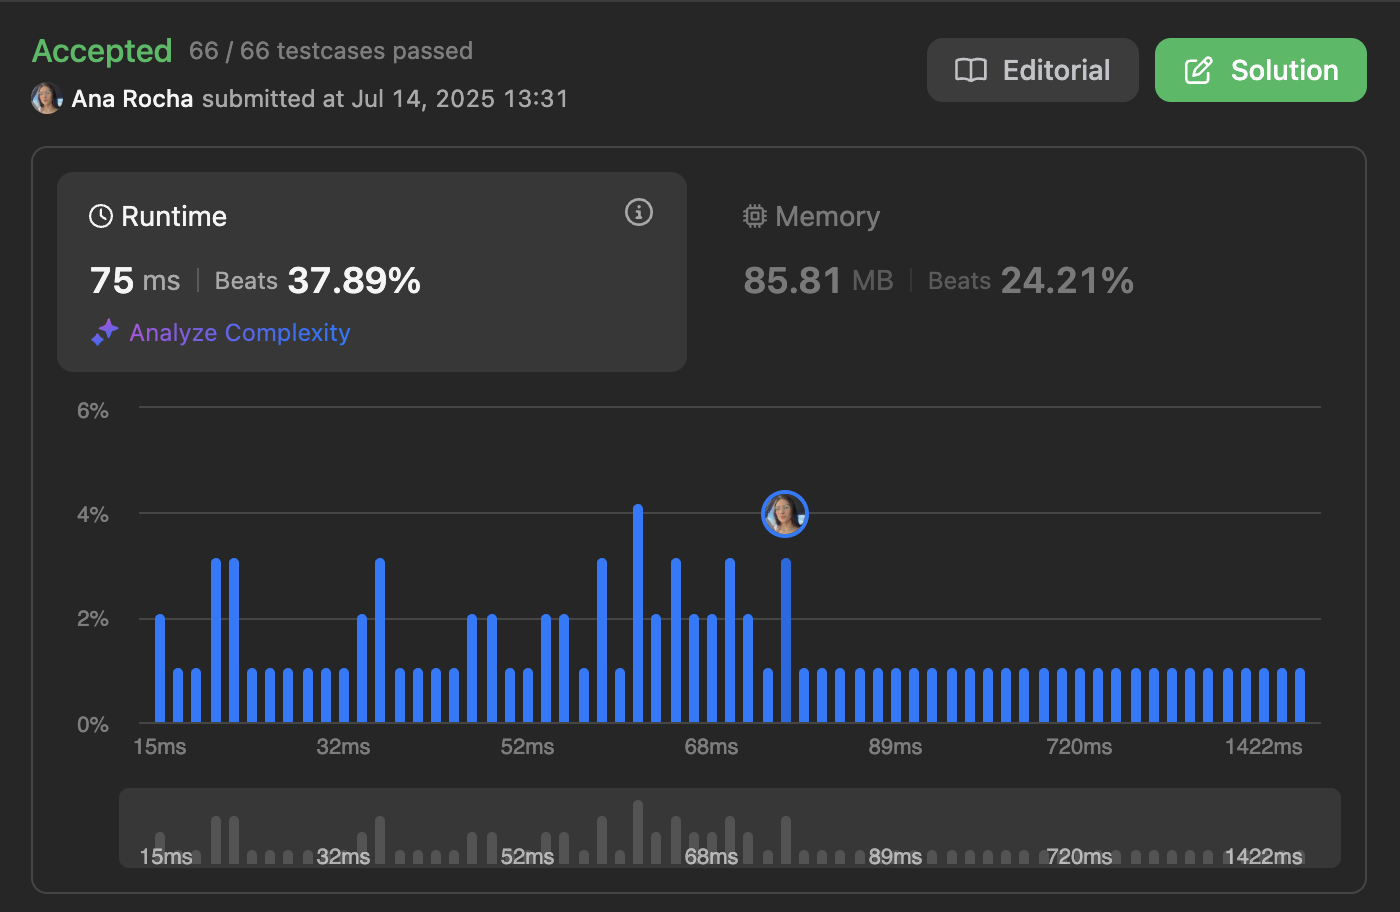 Accepted 66 / 66 testcases passed
Ana Rocha submitted at Jul 14, 2025 13:31
Editorial
Solution
Runtime
75 ms | Beats 37.89%
Analyze Complexity
Memory
85.81 MB | Beats 24.21%
6%
4%
2%
0%
15ms 32ms 52ms 68ms 89ms 720ms 1422ms
15ms 32ms 52ms 68ms 89ms 720ms 1422ms